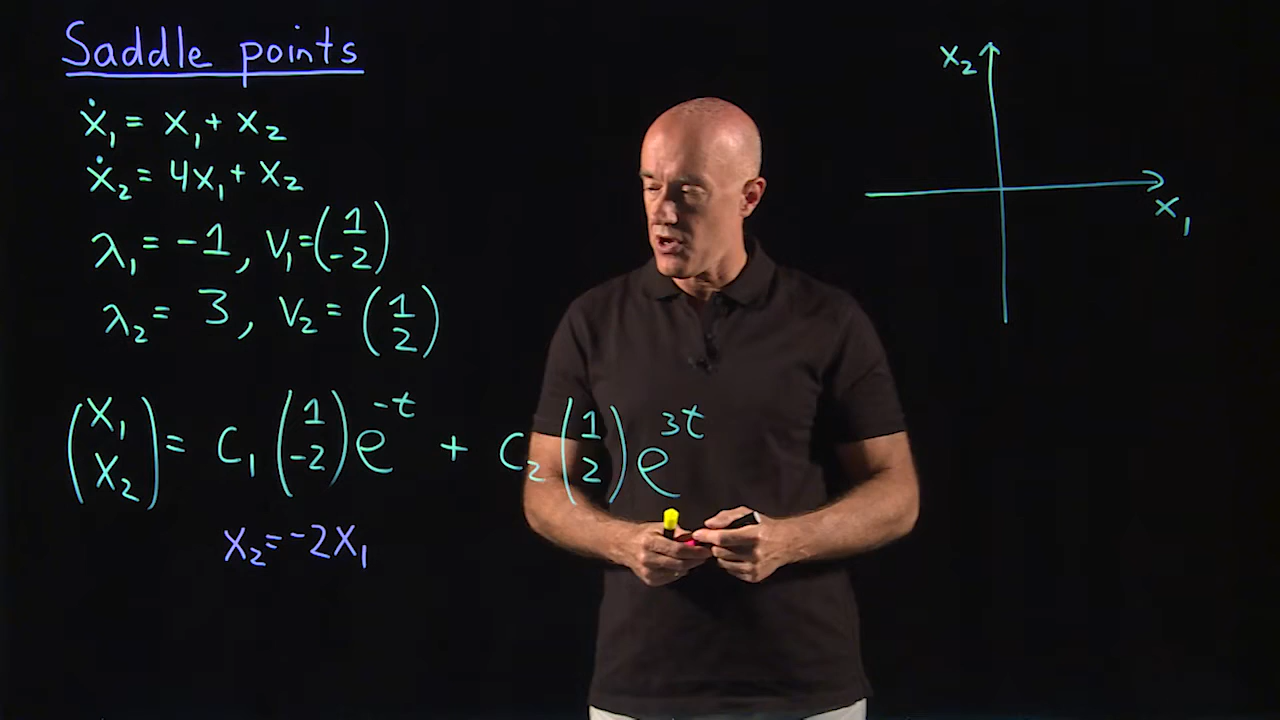 Saddle points
ẋ₁ = x₁ + x₂
ẋ₂ = 4x₁ + x₂
λ₁ = -1, v₁ = (1 -2)
λ₂ = 3, v₂ = (1 2)
(x₁ x₂) = c₁ (1 -2) e^-t + c₂ (1 2) e^3t
x₂ = -2x₁
x₂
x₁